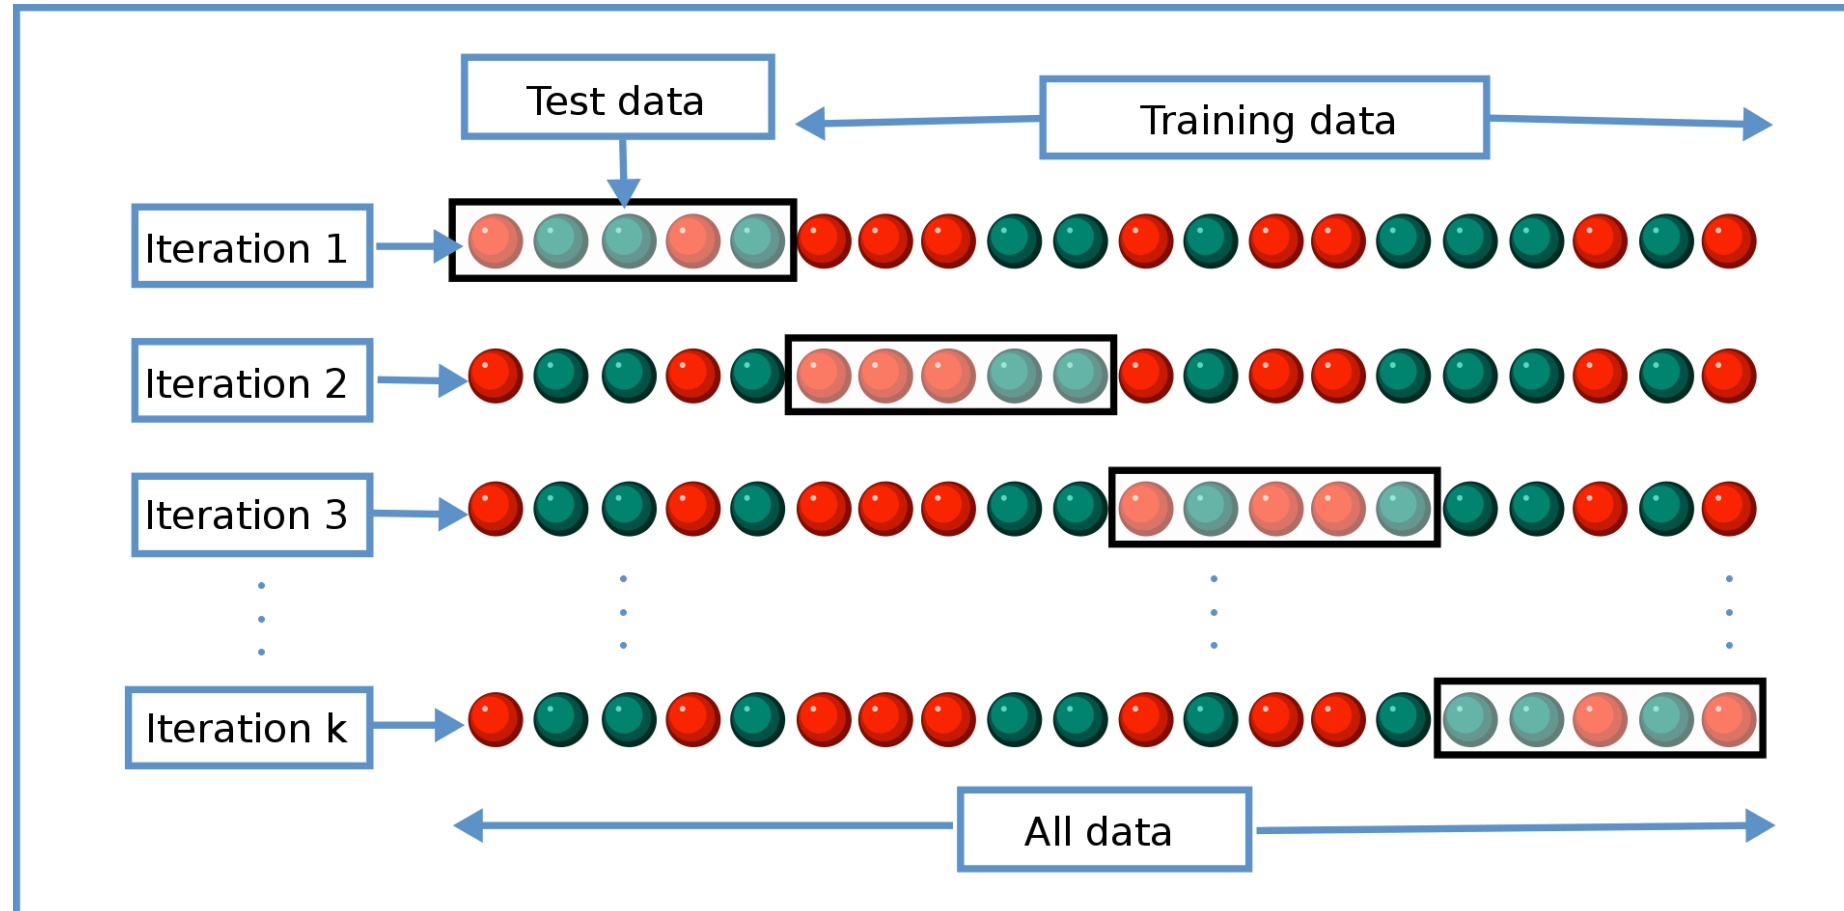 Test data
Training data
Iteration 1
Iteration 2
Iteration 3
Iteration k
All data